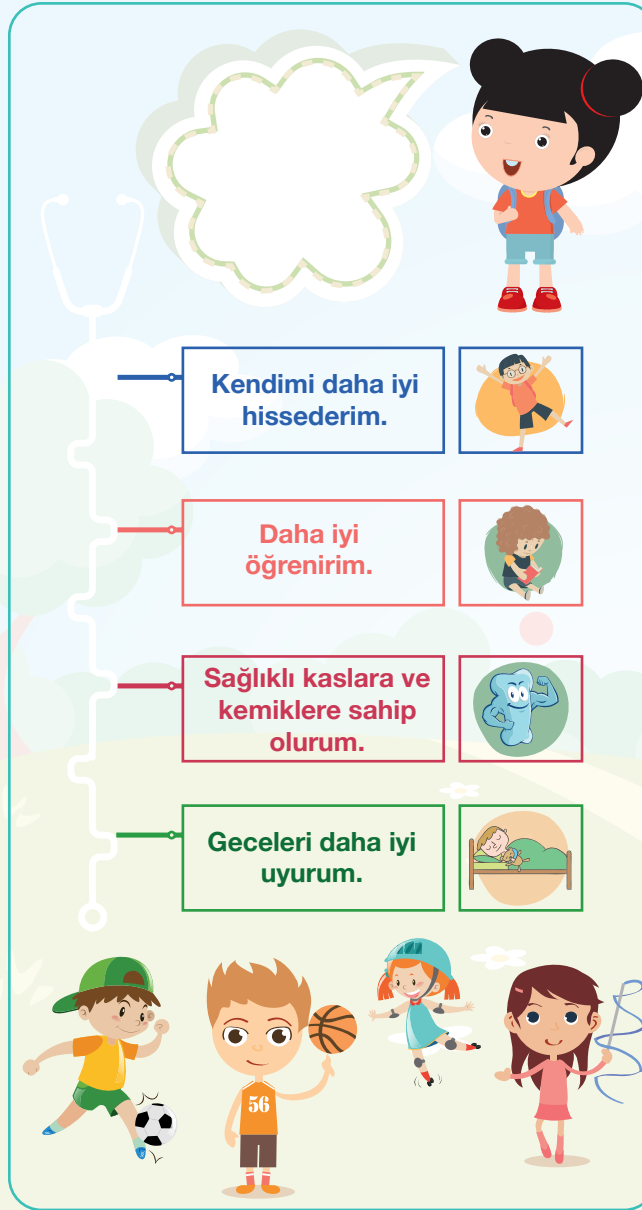 Kendimi daha iyi
hissederim.
Daha iyi
öğrenirim.
Sağlıklı kaslara ve
kemiklere sahip
olurum.
Geceleri daha iyi
uyurum.
56